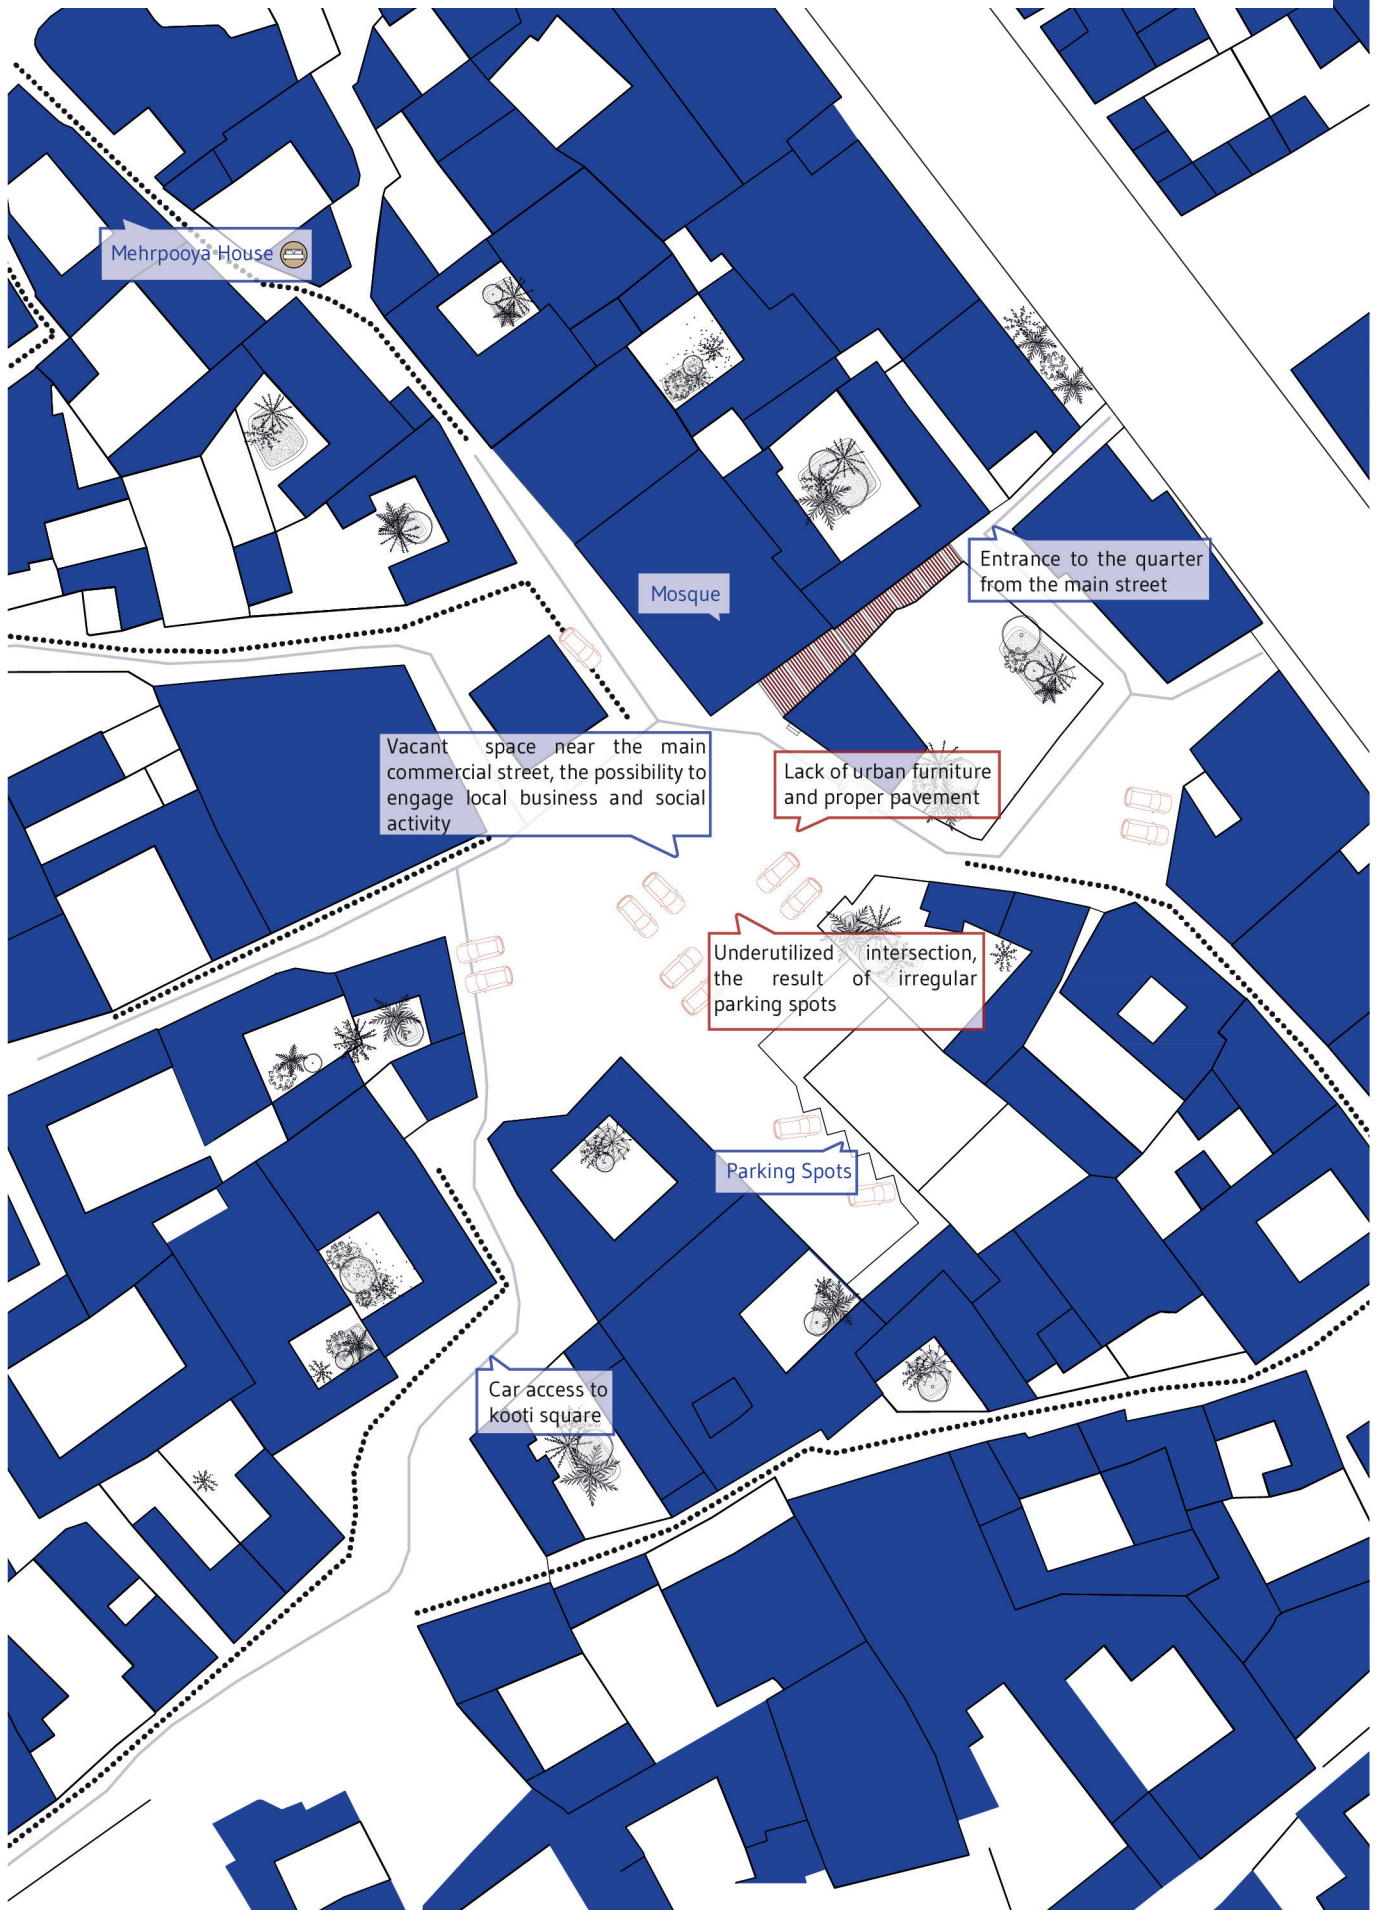 Mehrpooya House
Entrance to the quarter
from the main street
Mosque
Vacant space near the main
commercial street, the possibility to
engage local business and social
activity
Lack of urban furniture
and proper pavement
Underutilized intersection,
the result of irregular
parking spots
Parking Spots
Car access to
kooti square